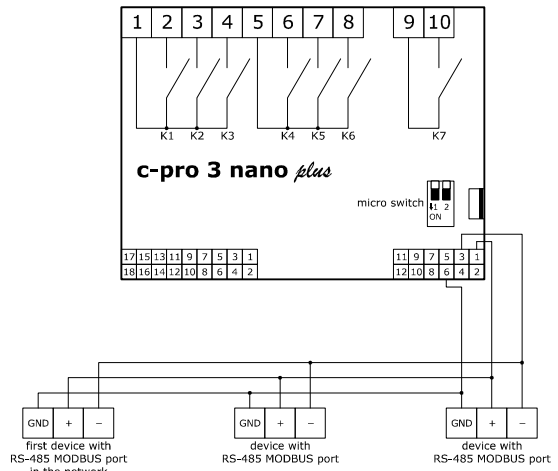 1 2 3 4 5 6 7 8 9 10
K1 K2 K3 K4 K5 K6 K7
c-pro 3 nano plus
micro switch
1 2
ON
17 15 13 11 9 7 5 3 1
18 16 14 12 10 8 6 4 2
11 9 7 5 3 1
12 10 8 6 4 2
GND + −
first device with
RS-485 MODBUS port
in the network
GND + −
device with
RS-485 MODBUS port
GND + −
device with
RS-485 MODBUS port